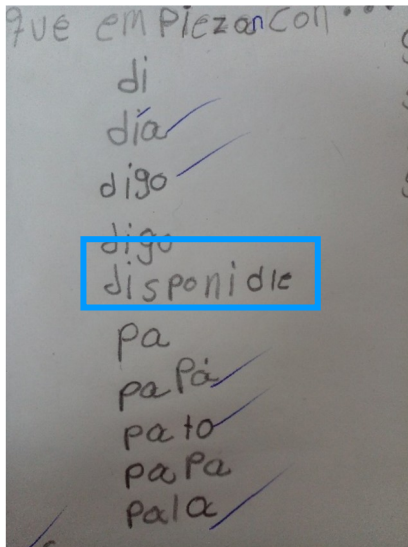 que empiezan con...
di
día
digo
digo
disponidle
pa
papá
pato
papa
pala